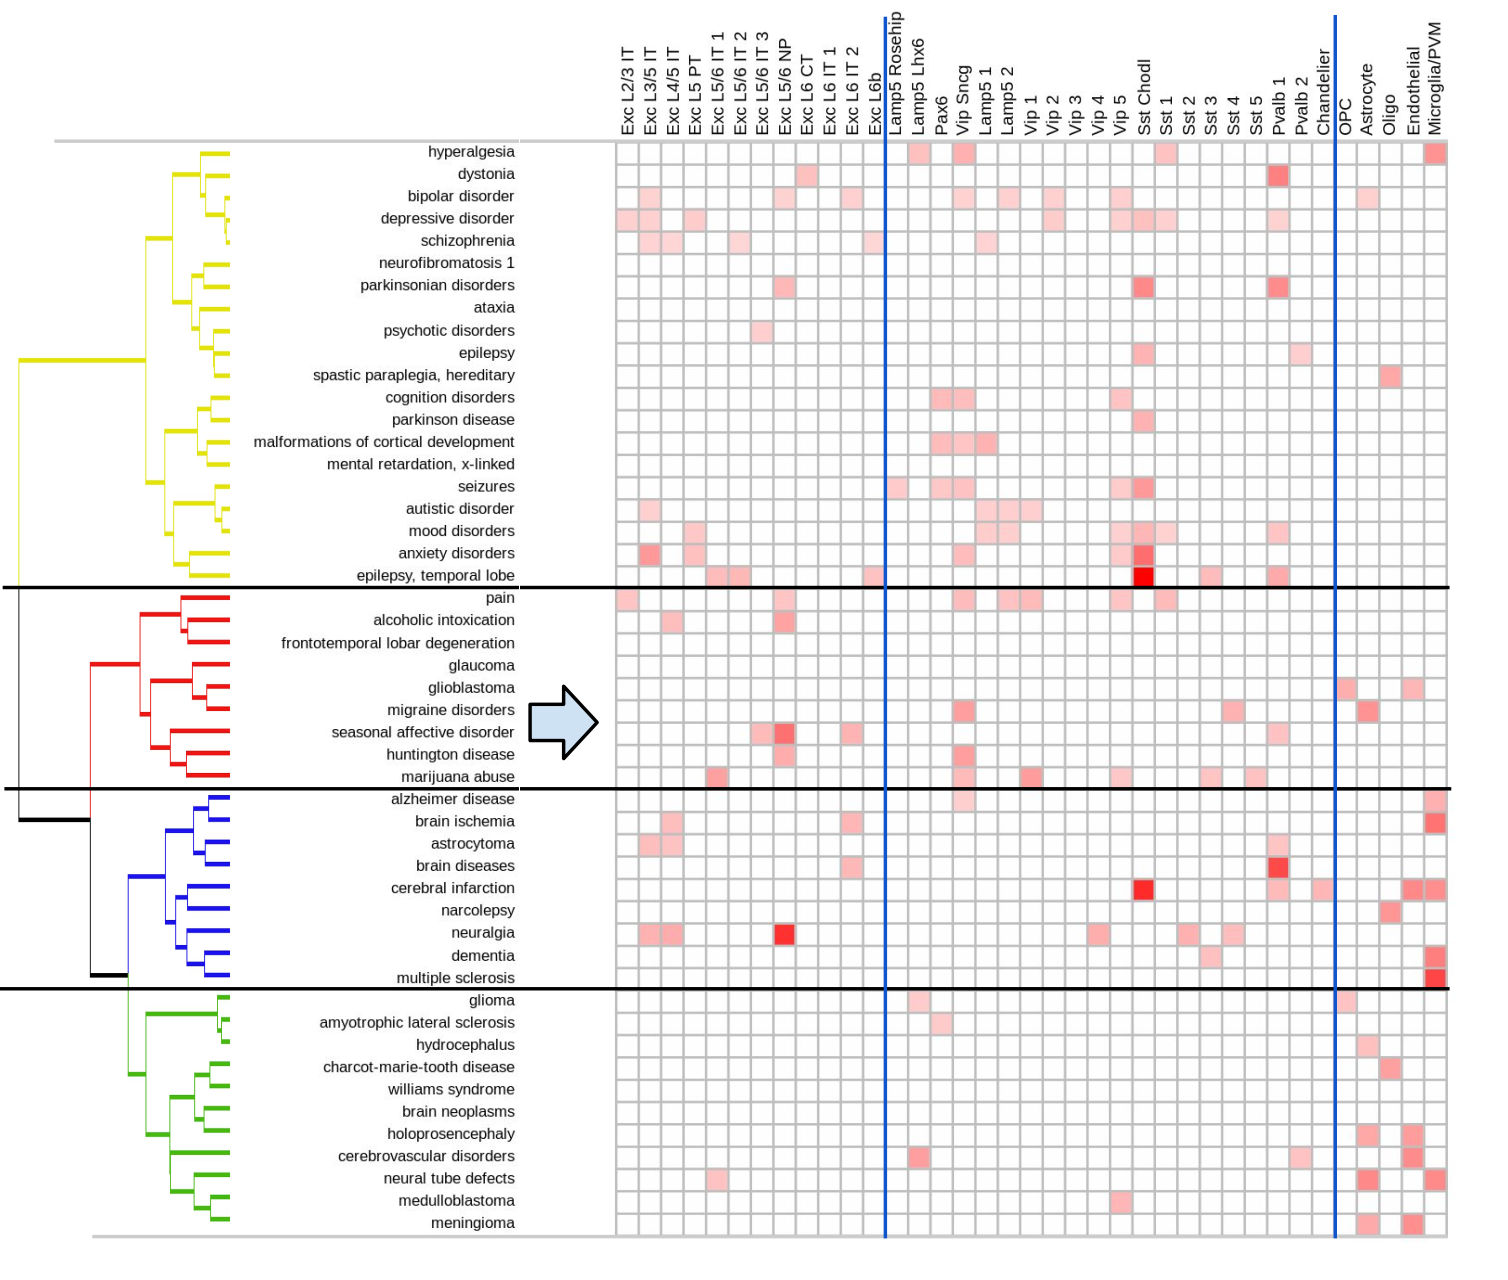 Exc L2/3 IT
Exc L3/5 IT
Exc L4/5 IT
Exc L5 PT
Exc L5/6 IT 1
Exc L5/6 IT 2
Exc L5/6 IT 3
Exc L5/6 NP
Exc L6 CT
Exc L6 IT 1
Exc L6 IT 2
Exc L6b
Lamp5 Rosehip
Lamp5 Lhx6
Pax6
Vip Sncg
Lamp5 1
Lamp5 2
Vip 1
Vip 2
Vip 3
Vip 4
Vip 5
Sst Chodl
Sst 1
Sst 2
Sst 3
Sst 4
Sst 5
Pvalb 1
Pvalb 2
Chandelier
OPC
Astrocyte
Oligo
Endothelial
Microglia/PVM
hyperalgesia
dystonia
bipolar disorder
depressive disorder
schizophrenia
neurofibromatosis 1
parkinsonian disorders
ataxia
psychotic disorders
epilepsy
spastic paraplegia, hereditary
cognition disorders
parkinson disease
malformations of cortical development
mental retardation, x-linked
seizures
autistic disorder
mood disorders
anxiety disorders
epilepsy, temporal lobe
pain
alcoholic intoxication
frontotemporal lobar degeneration
glaucoma
glioblastoma
migraine disorders
seasonal affective disorder
huntington disease
marijuana abuse
alzheimer disease
brain ischemia
astrocytoma
brain diseases
cerebral infarction
narcolepsy
neuralgia
dementia
multiple sclerosis
glioma
amyotrophic lateral sclerosis
hydrocephalus
charcot-marie-tooth disease
williams syndrome
brain neoplasms
holoprosencephaly
cerebrovascular disorders
neural tube defects
medulloblastoma
meningioma